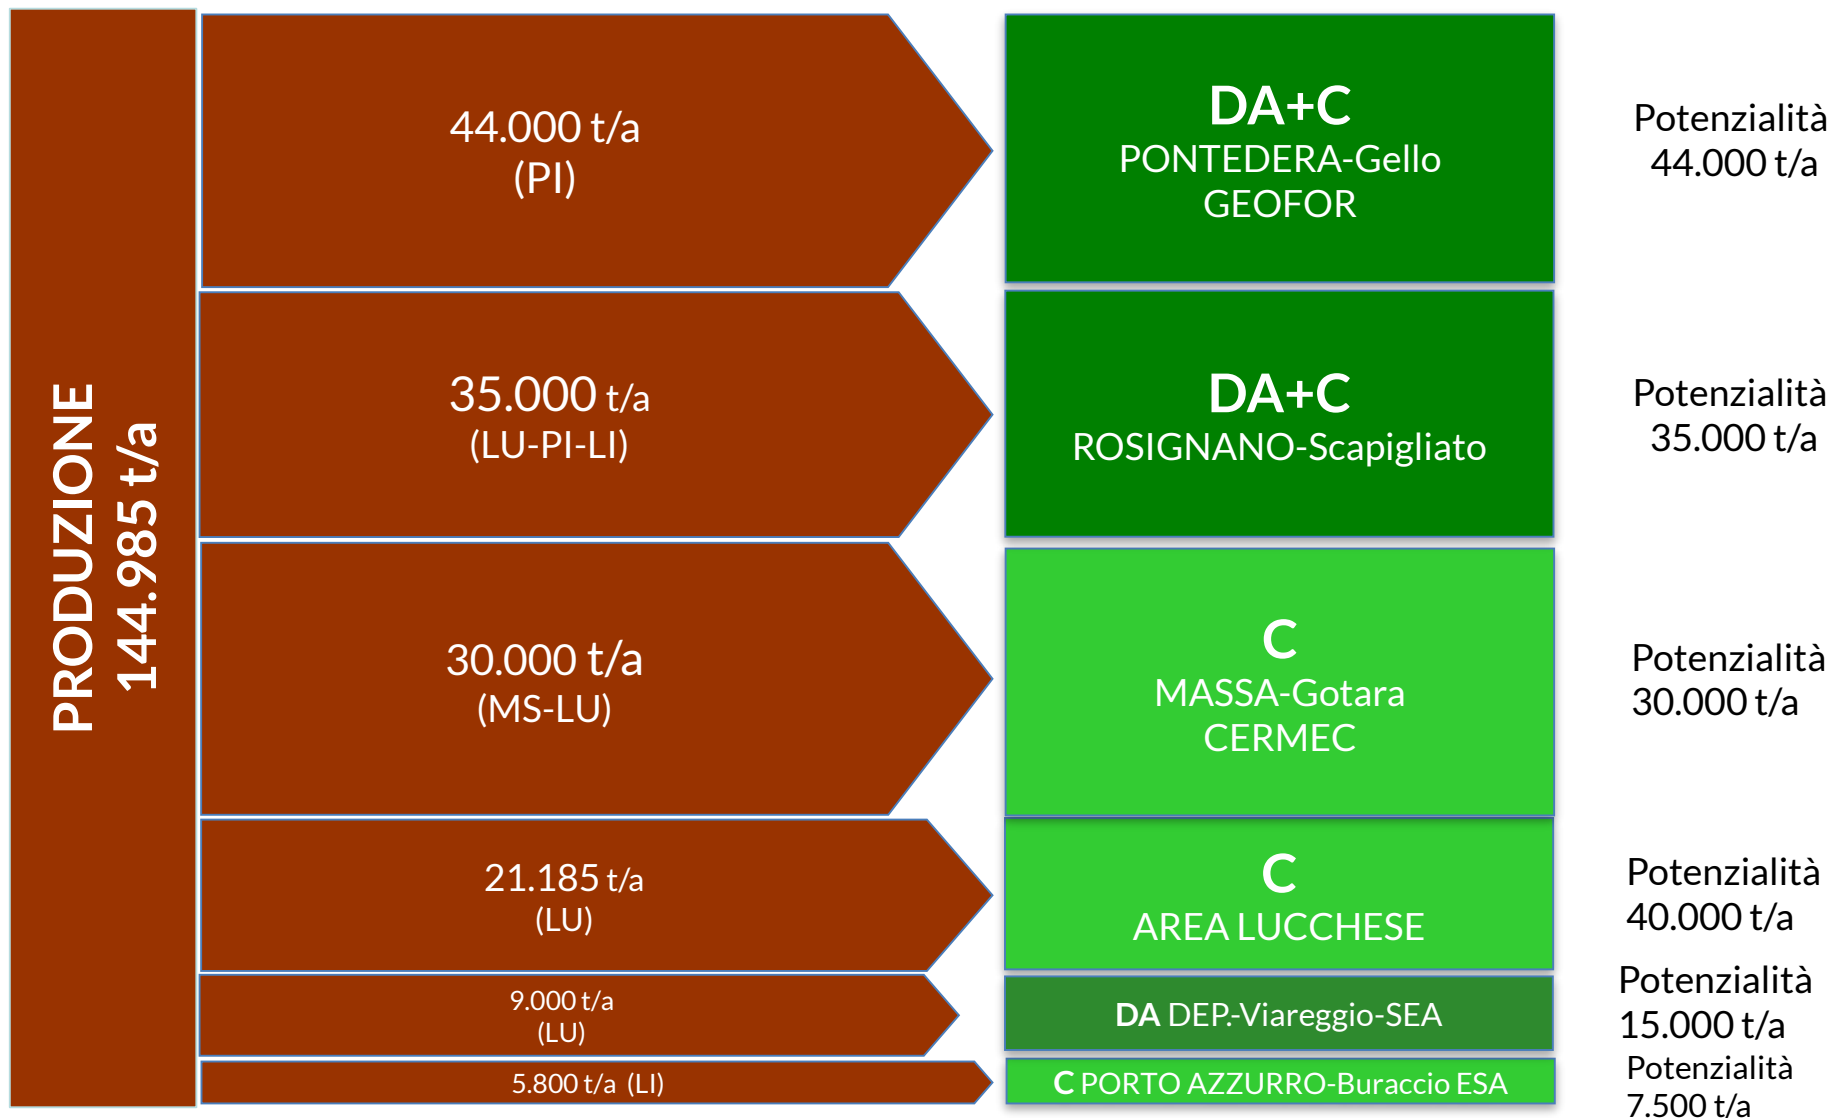 PRODUZIONE
144.985 t/a
44.000 t/a
(PI)
DA+C
PONTEDERA-Gello
GEOFOR
Potenzialità
44.000 t/a
35.000 t/a
(LU-PI-LI)
DA+C
ROSIGNANO-Scapigliato
Potenzialità
35.000 t/a
30.000 t/a
(MS-LU)
C
MASSA-Gotara
CERMEC
Potenzialità
30.000 t/a
21.185 t/a
(LU)
C
AREA LUCCHESE
Potenzialità
40.000 t/a
9.000 t/a
(LU)
DA DEP.-Viareggio-SEA
Potenzialità
15.000 t/a
5.800 t/a (LI)
C PORTO AZZURRO-Buraccio ESA
Potenzialità
7.500 t/a